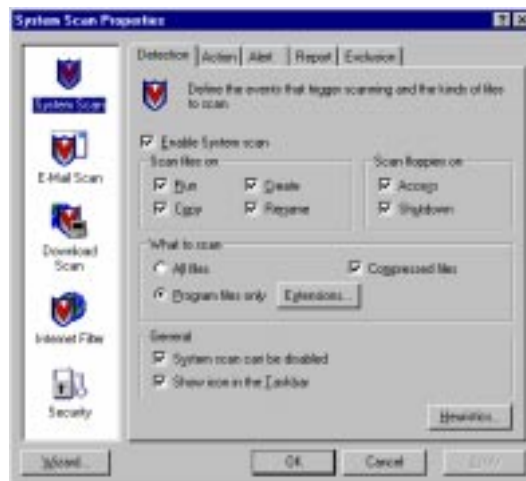 System Scan Properties
System Scan
E-Mail Scan
Download
Scan
Internet Filter
Security
Detection Action Alert Report Exclusion
Define the events that trigger scanning and the kinds of files
to scan.
Enable System scan
Scan files on
Run Create
Copy Rename
Scan floppies on
Access
Shutdown
What to scan
All files Compressed files
Program files only Extensions...
General
System scan can be disabled
Show icon in the Taskbar
Heuristics...
Wizard... OK Cancel Apply